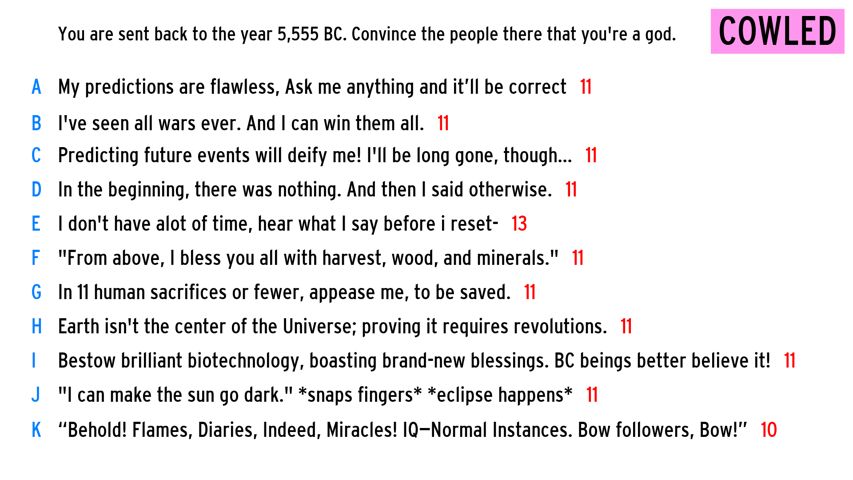 You are sent back to the year 5,555 BC. Convince the people there that you're a god.
COWLED
A My predictions are flawless, Ask me anything and it’ll be correct 11
B I've seen all wars ever. And I can win them all. 11
C Predicting future events will deify me! I'll be long gone, though... 11
D In the beginning, there was nothing. And then I said otherwise. 11
E I don't have alot of time, hear what I say before i reset- 13
F "From above, I bless you all with harvest, wood, and minerals." 11
G In 11 human sacrifices or fewer, appease me, to be saved. 11
H Earth isn't the center of the Universe; proving it requires revolutions. 11
I Bestow brilliant biotechnology, boasting brand-new blessings. BC beings better believe it! 11
J "I can make the sun go dark." *snaps fingers* *eclipse happens* 11
K “Behold! Flames, Diaries, Indeed, Miracles! IQ—Normal Instances. Bow followers, Bow!” 10